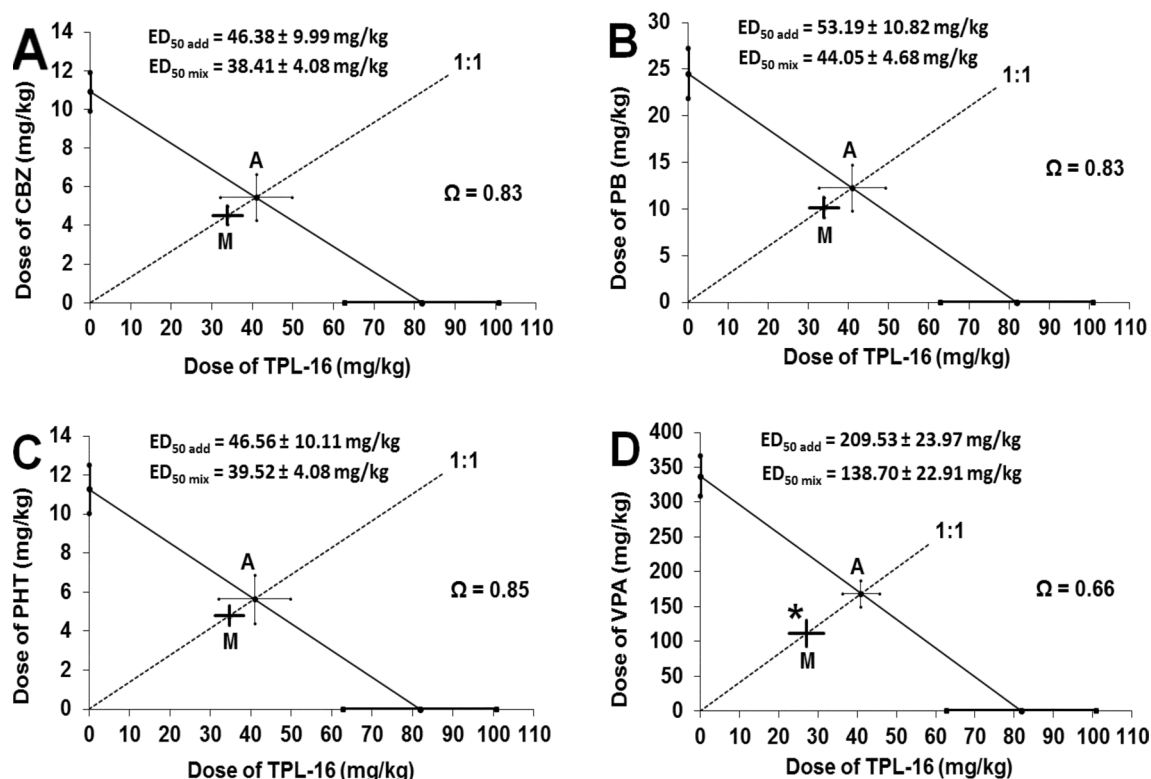 A
ED50 add = 46.38 ± 9.99 mg/kg
ED50 mix = 38.41 ± 4.08 mg/kg
1:1
A
M
Ω = 0.83
Dose of CBZ (mg/kg)
14
12
10
8
6
4
2
0
0 10 20 30 40 50 60 70 80 90 100 110
Dose of TPL-16 (mg/kg)
B
ED50 add = 53.19 ± 10.82 mg/kg
ED50 mix = 44.05 ± 4.68 mg/kg
1:1
A
M
Ω = 0.83
Dose of PB (mg/kg)
30
25
20
15
10
5
0
0 10 20 30 40 50 60 70 80 90 100 110
Dose of TPL-16 (mg/kg)
C
ED50 add = 46.56 ± 10.11 mg/kg
ED50 mix = 39.52 ± 4.08 mg/kg
1:1
A
M
Ω = 0.85
Dose of PHT (mg/kg)
14
12
10
8
6
4
2
0
0 10 20 30 40 50 60 70 80 90 100 110
Dose of TPL-16 (mg/kg)
D
ED50 add = 209.53 ± 23.97 mg/kg
ED50 mix = 138.70 ± 22.91 mg/kg
1:1
A
*
M
Ω = 0.66
Dose of VPA (mg/kg)
400
350
300
250
200
150
100
50
0
0 10 20 30 40 50 60 70 80 90 100 110
Dose of TPL-16 (mg/kg)